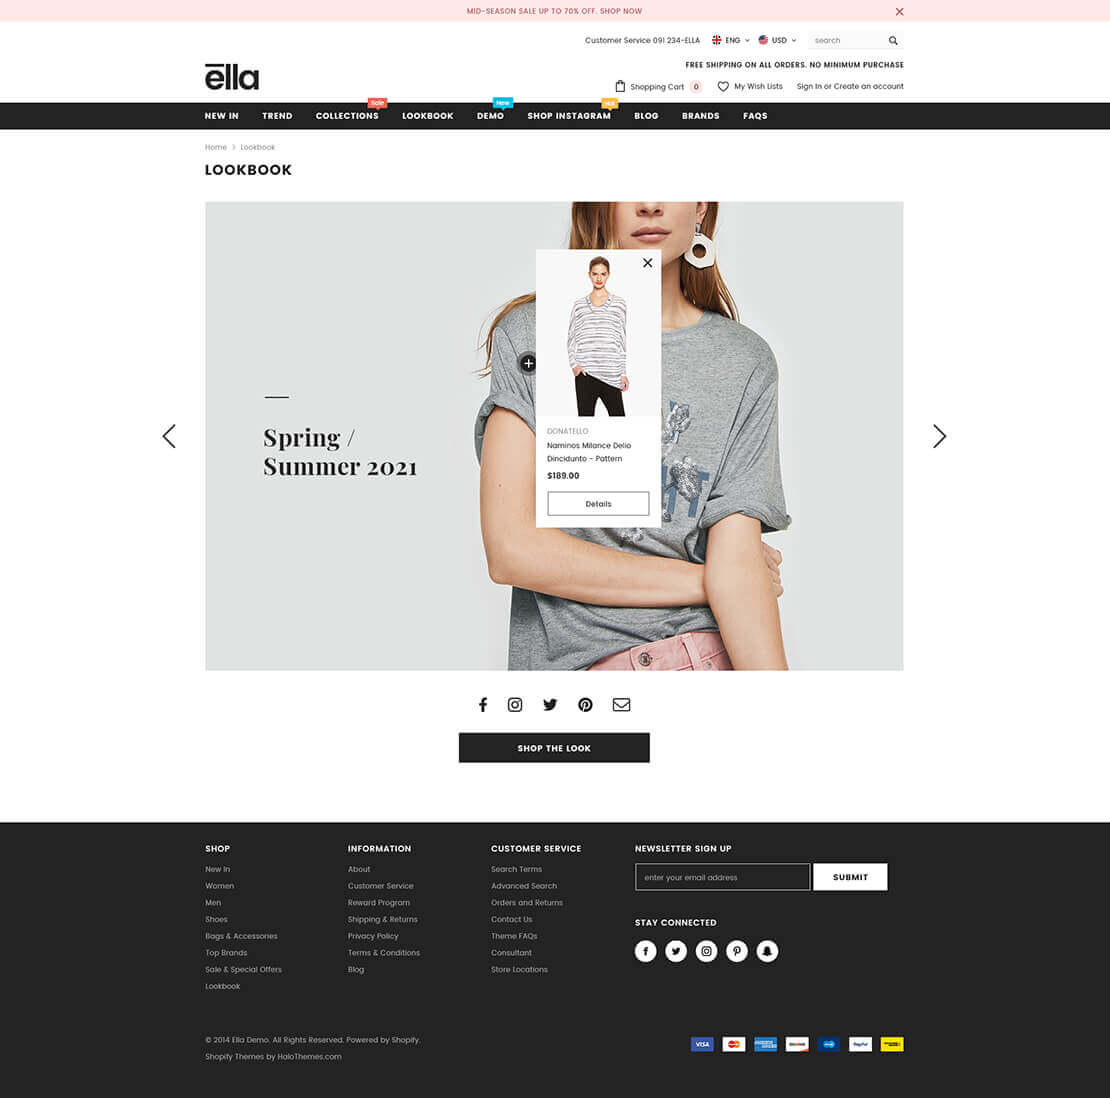 MID-SEASON SALE UP TO 70% OFF. SHOP NOW
Customer Service 091 234-ELLA ENG USD search
FREE SHIPPING ON ALL ORDERS. NO MINIMUM PURCHASE
ella
Shopping Cart 0 My Wish Lists Sign In or Create an account
Sale New Hot
NEW IN TREND COLLECTIONS LOOKBOOK DEMO SHOP INSTAGRAM BLOG BRANDS FAQS
Home > Lookbook
LOOKBOOK
Spring /
Summer 2021
DONATELLO
Naminos Milance Delio
Dincidunto - Pattern
$189.00
Details
SHOP THE LOOK
SHOP
New In
Women
Men
Shoes
Bags & Accessories
Top Brands
Sale & Special Offers
Lookbook
INFORMATION
About
Customer Service
Reward Program
Shipping & Returns
Privacy Policy
Terms & Conditions
Blog
CUSTOMER SERVICE
Search Terms
Advanced Search
Orders and Returns
Contact Us
Theme FAQs
Consultant
Store Locations
NEWSLETTER SIGN UP
enter your email address SUBMIT
STAY CONNECTED
© 2014 Ella Demo. All Rights Reserved. Powered by Shopify.
Shopify Themes by HaloThemes.com
VISA PayPal